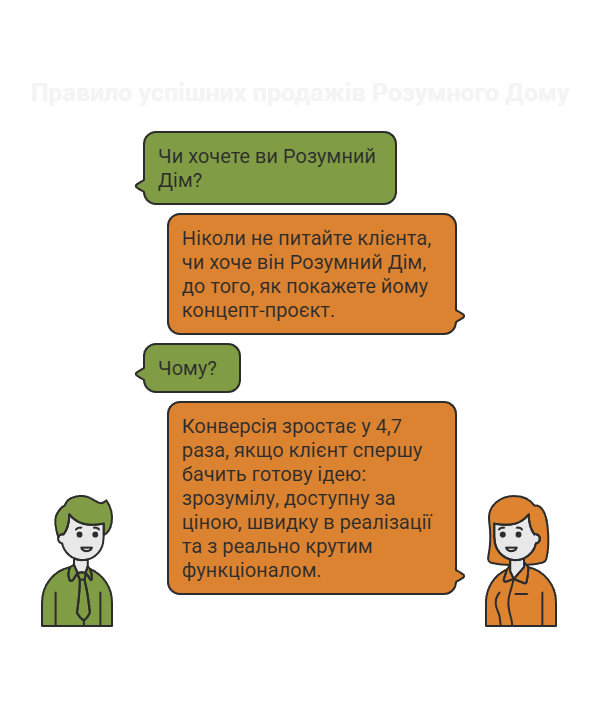 Правило успішних продажів Розумного Дому
Чи хочете ви Розумний
Дім?
Ніколи не питайте клієнта,
чи хоче він Розумний Дім,
до того, як покажете йому
концепт-проєкт.
Чому?
Конверсія зростає у 4,7
раза, якщо клієнт спершу
бачить готову ідею:
зрозумілу, доступну за
ціною, швидку в реалізації
та з реально крутим
функціоналом.